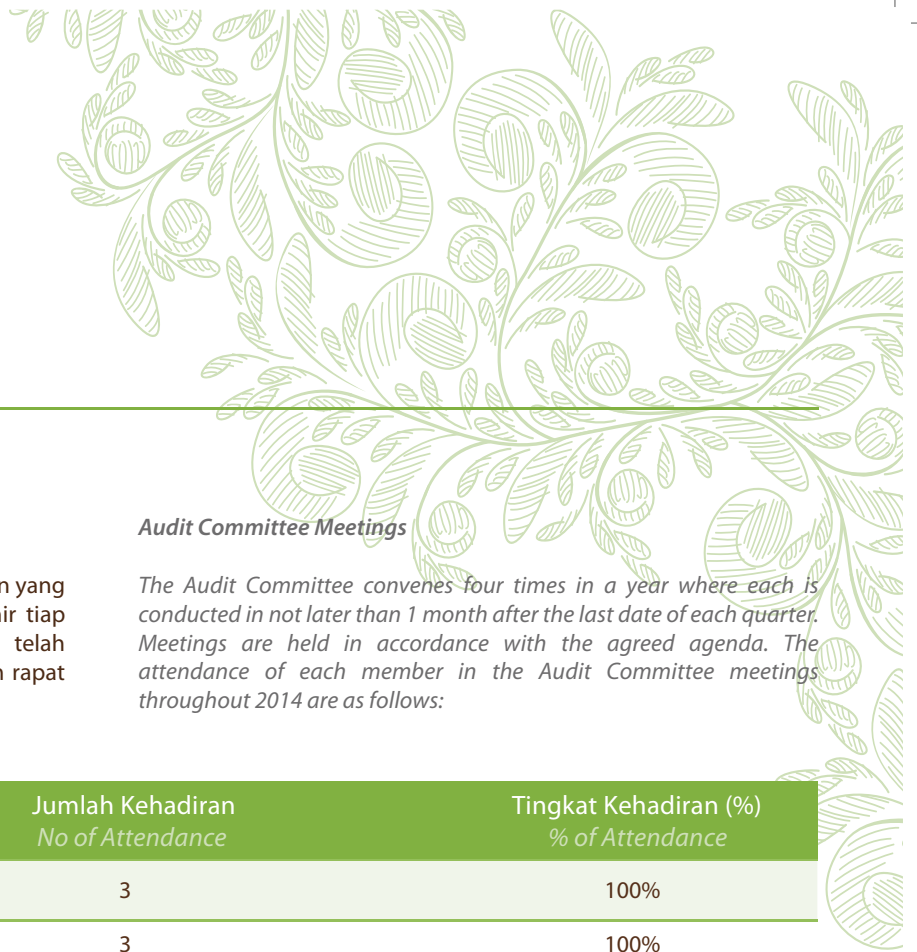 Audit Committee Meetings
n yang
ir tiap
telah
n rapat
The Audit Committee convenes four times in a year where each is
conducted in not later than 1 month after the last date of each quarter.
Meetings are held in accordance with the agreed agenda. The
attendance of each member in the Audit Committee meetings
throughout 2014 are as follows:
Jumlah Kehadiran Tingkat Kehadiran (%)
No of Attendance % of Attendance
3 100%
3 100%